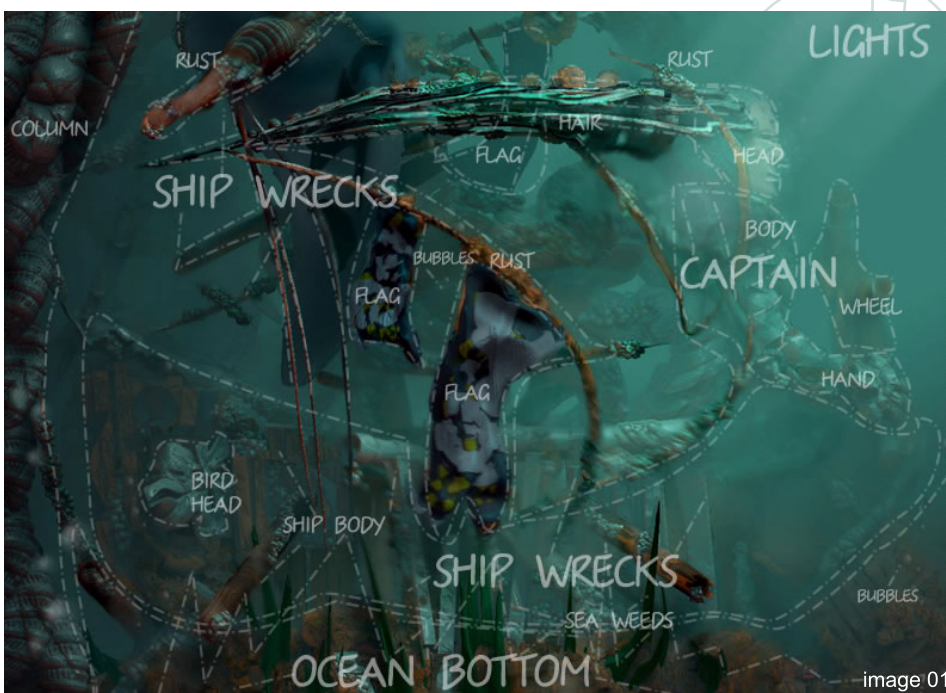 LIGHTS
RUST
RUST
COLUMN
HAIR
FLAG
HEAD
SHIP WRECKS
BODY
BUBBLES
RUST
CAPTAIN
FLAG
WHEEL
HAND
FLAG
BIRD
HEAD
SHIP BODY
SHIP WRECKS
BUBBLES
SEA WEEDS
OCEAN BOTTOM
image 01